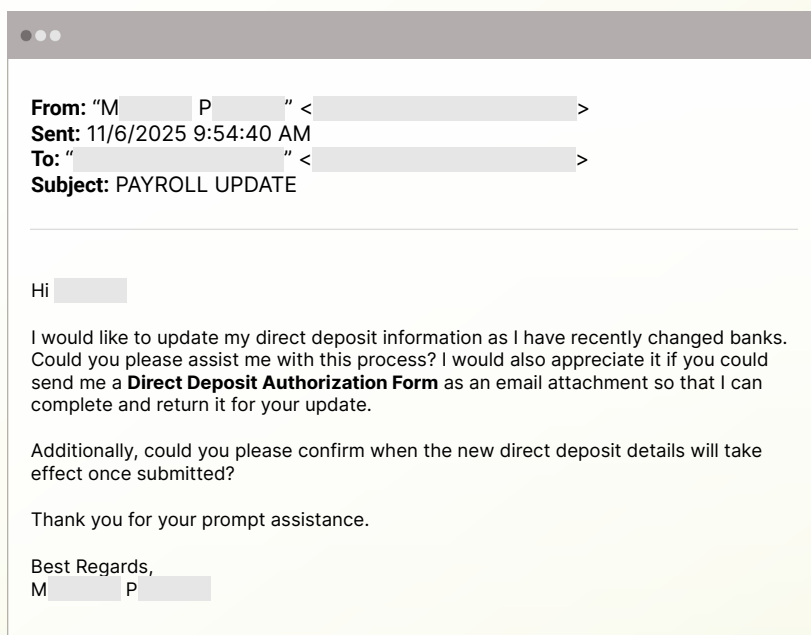 From: “M P ” < >
Sent: 11/6/2025 9:54:40 AM
To: “ ” < >
Subject: PAYROLL UPDATE
Hi
I would like to update my direct deposit information as I have recently changed banks.
Could you please assist me with this process? I would also appreciate it if you could
send me a Direct Deposit Authorization Form as an email attachment so that I can
complete and return it for your update.
Additionally, could you please confirm when the new direct deposit details will take
effect once submitted?
Thank you for your prompt assistance.
Best Regards,
M P